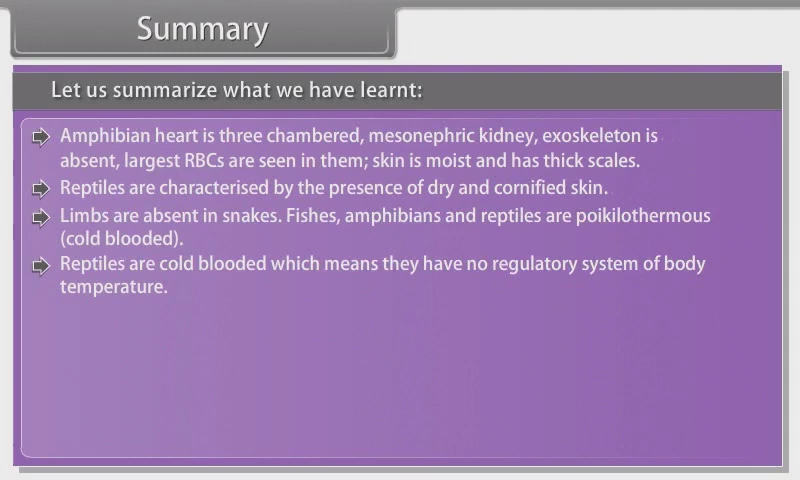 Summary
Let us summarize what we have learnt:
Amphibian heart is three chambered, mesonephric kidney, exoskeleton is
absent, largest RBCs are seen in them; skin is moist and has thick scales.
Reptiles are characterised by the presence of dry and cornified skin.
Limbs are absent in snakes. Fishes, amphibians and reptiles are poikilothermous
(cold blooded).
Reptiles are cold blooded which means they have no regulatory system of body
temperature.